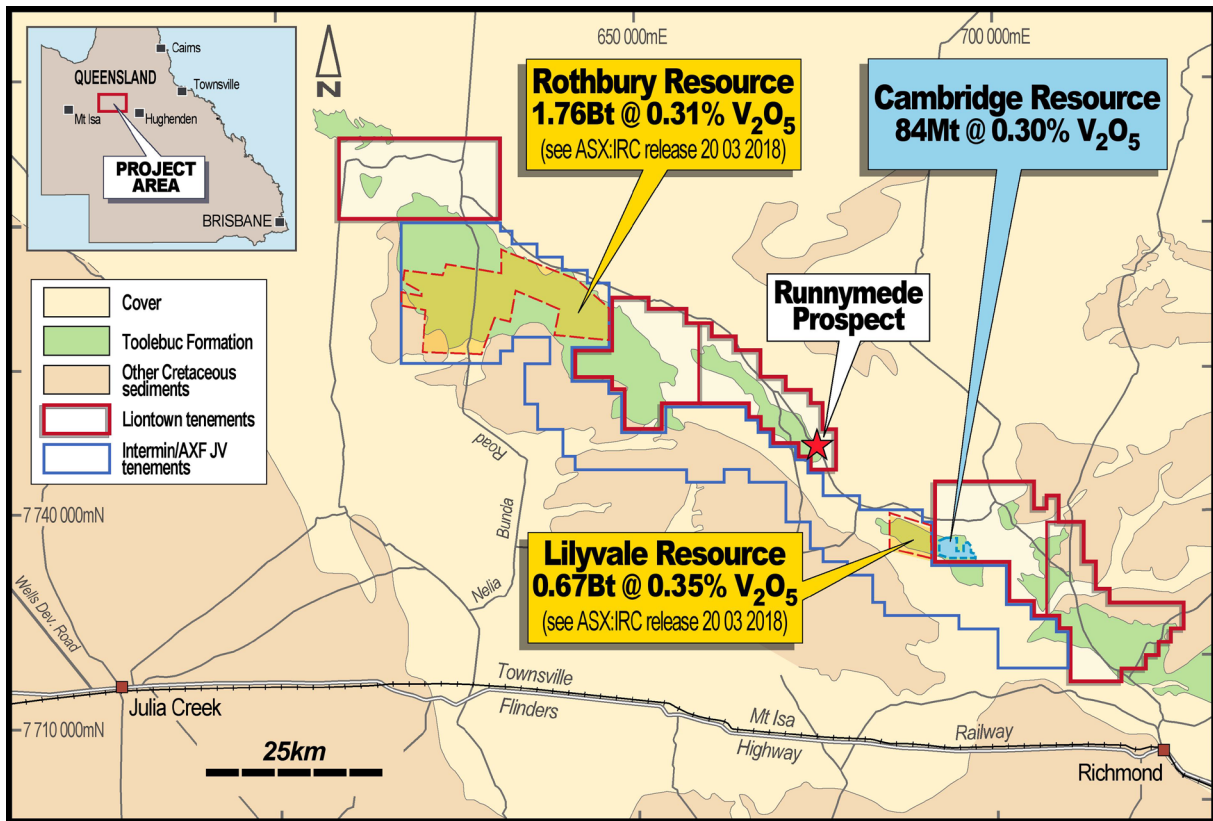 650 000mE
700 000mE
Cairns
QUEENSLAND
Townsville
Mt Isa
Hughenden
PROJECT
AREA
BRISBANE
N
Rothbury Resource
1.76Bt @ 0.31% V₂O₅
(see ASX:IRC release 20 03 2018)
Cambridge Resource
84Mt @ 0.30% V₂O₅
Cover
Toolebuc Formation
Other Cretaceous
sediments
Liontown tenements
Intermin/AXF JV
tenements
Runnymede
Prospect
Road
Bunda
Nelia
7 740 000mN
Lilyvale Resource
0.67Bt @ 0.35% V₂O₅
(see ASX:IRC release 20 03 2018)
Wells Dev. Road
Julia Creek
Townsville
Flinders
Mt Isa
Highway
Railway
7 710 000mN
25km
Richmond